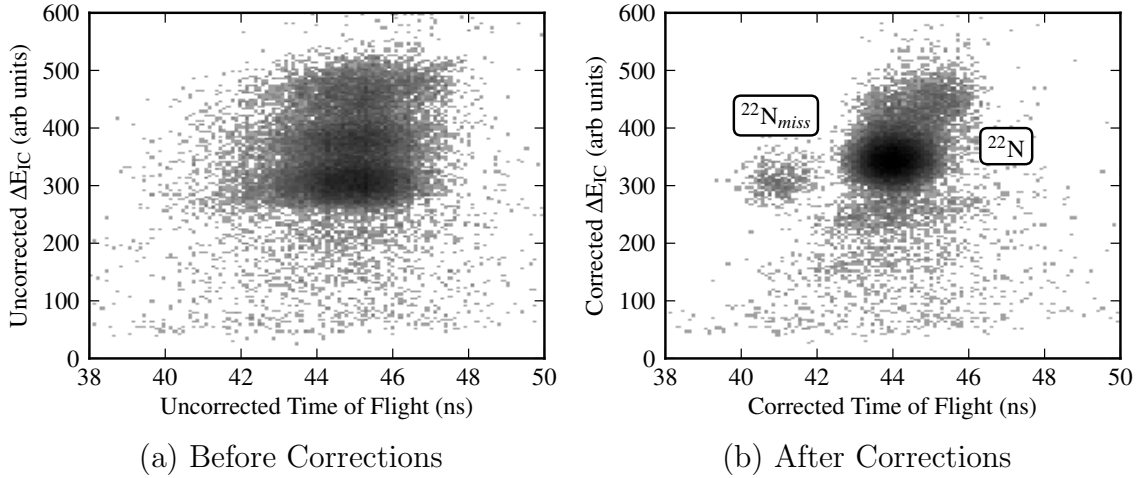 600
500
400
300
200
100
0
Uncorrected ΔE_IC (arb units)
38 40 42 44 46 48 50
Uncorrected Time of Flight (ns)
(a) Before Corrections
600
500
400
300
200
100
0
Corrected ΔE_IC (arb units)
²²N_miss
²²N
38 40 42 44 46 48 50
Corrected Time of Flight (ns)
(b) After Corrections